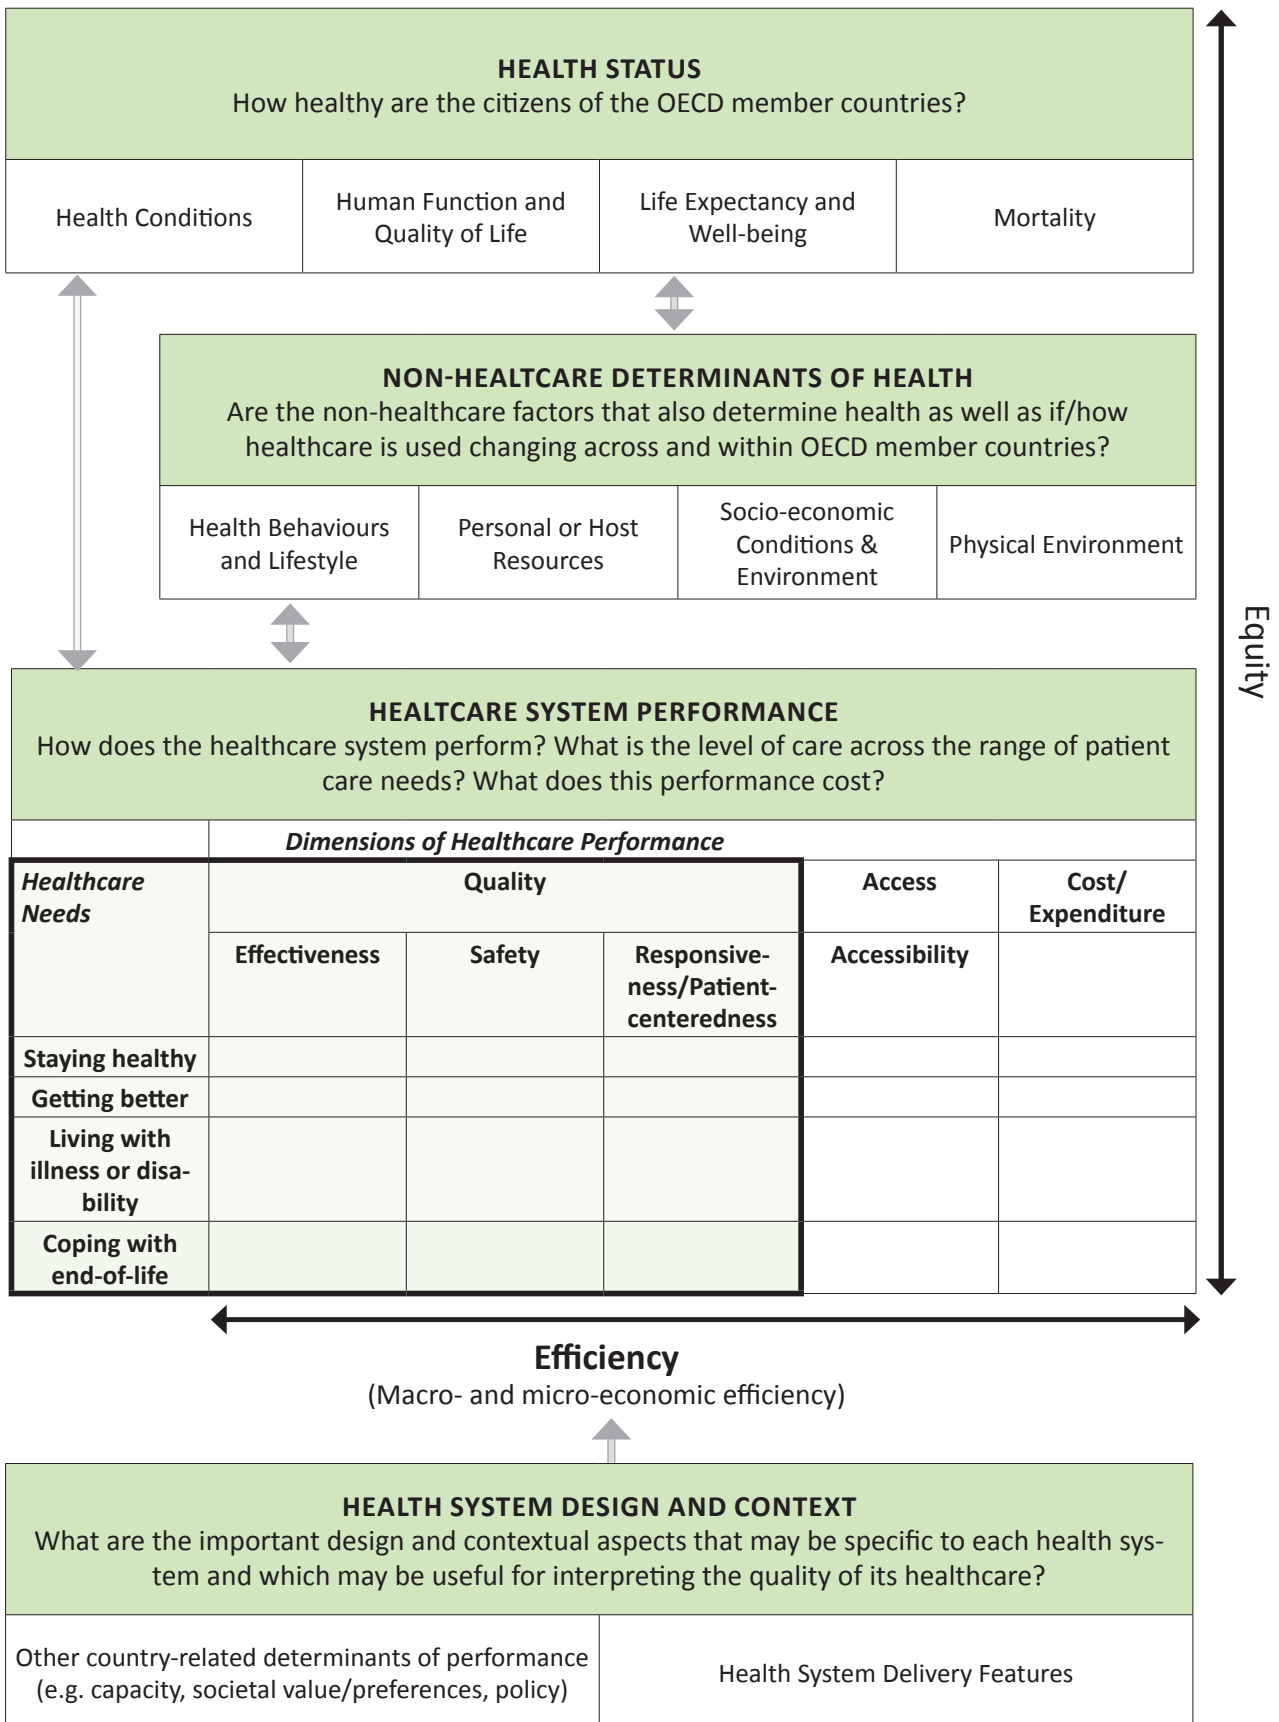 HEALTH STATUS
How healthy are the citizens of the OECD member countries?
Health Conditions
Human Function and
Quality of Life
Life Expectancy and
Well-being
Mortality
NON-HEALTCARE DETERMINANTS OF HEALTH
Are the non-healthcare factors that also determine health as well as if/how
healthcare is used changing across and within OECD member countries?
Health Behaviours
and Lifestyle
Personal or Host
Resources
Socio-economic
Conditions &
Environment
Physical Environment
Equity
HEALTCARE SYSTEM PERFORMANCE
How does the healthcare system perform? What is the level of care across the range of patient
care needs? What does this performance cost?
Dimensions of Healthcare Performance
Healthcare
Needs
Quality
Access
Cost/
Expenditure
Effectiveness
Safety
Responsive-
ness/Patient-
centeredness
Accessibility
Staying healthy
Getting better
Living with
illness or disa-
bility
Coping with
end-of-life
Efficiency
(Macro- and micro-economic efficiency)
HEALTH SYSTEM DESIGN AND CONTEXT
What are the important design and contextual aspects that may be specific to each health sys-
tem and which may be useful for interpreting the quality of its healthcare?
Other country-related determinants of performance
(e.g. capacity, societal value/preferences, policy)
Health System Delivery Features